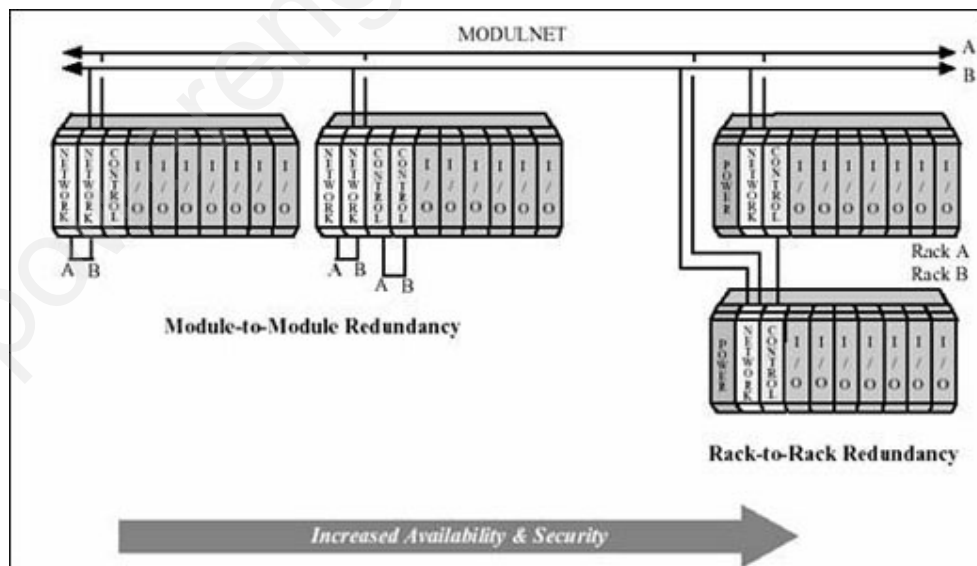 MODULNET
A
B
NETWORK NETWORK CONTROL I/O I/O I/O I/O I/O I/O
NETWORK NETWORK CONTROL CONTROL I/O I/O I/O I/O I/O
POWER NETWORK CONTROL I/O I/O I/O I/O I/O I/O
A B
A B
A B
Rack A
Rack B
Module-to-Module Redundancy
POWER NETWORK CONTROL I/O I/O I/O I/O I/O I/O
Rack-to-Rack Redundancy
Increased Availability & Security